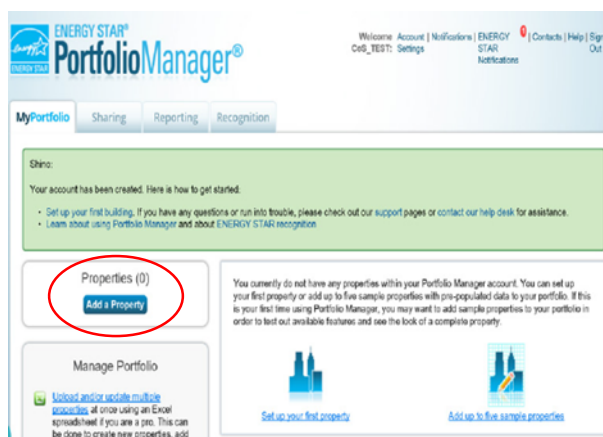 ENERGY STAR®
PortfolioManager®
ENERGY STAR
Welcome CoS_TEST: Account Settings | Notifications | ENERGY STAR Notifications | Contacts | Help | Sign Out
MyPortfolio Sharing Reporting Recognition
Shino:
Your account has been created. Here is how to get started.
• Set up your first building. If you have any questions or run into trouble, please check out our support pages or contact our help desk for assistance.
• Learn about using Portfolio Manager and about ENERGY STAR recognition
Properties (0)
Add a Property
You currently do not have any properties within your Portfolio Manager account. You can set up
your first property or add up to five sample properties with pre-populated data to your portfolio. If this
is your first time using Portfolio Manager, you may want to add sample properties to your portfolio in
order to test out available features and see the look of a complete property.
Set up your first property
Add up to five sample properties
Manage Portfolio
Upload and/or update multiple
properties at once using an Excel
spreadsheet if you are a pro. This can
be done to create new properties, add